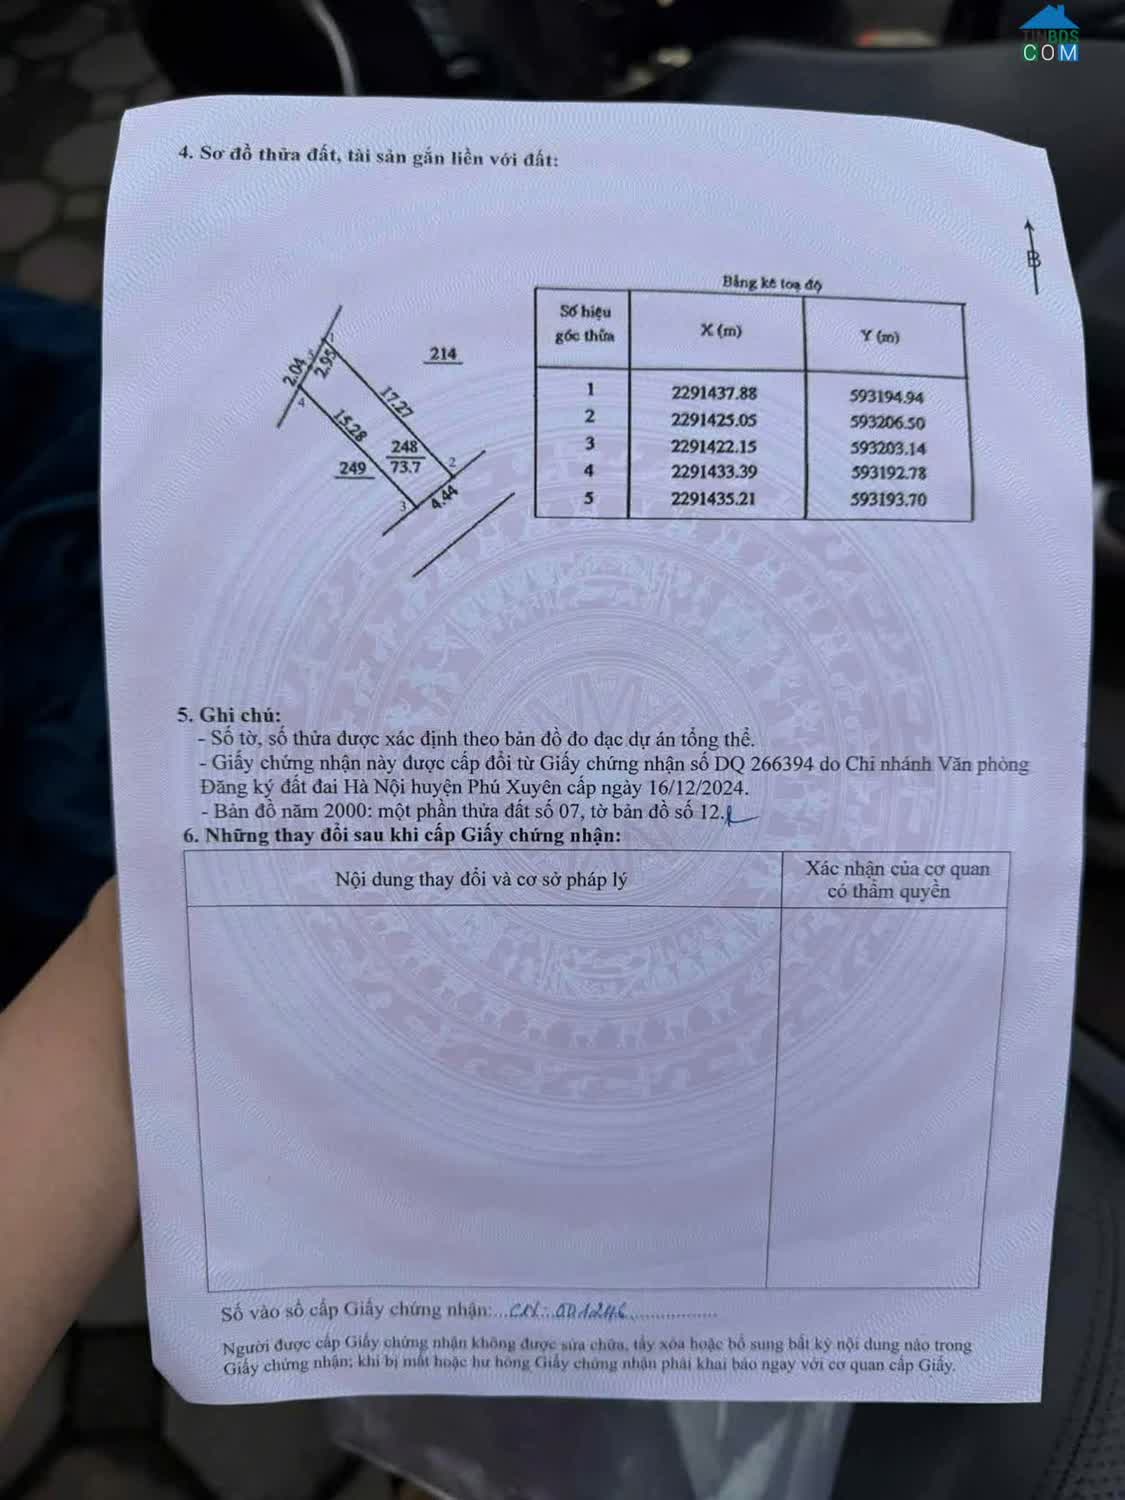 TINBDS
COM
4. Sơ đồ thửa đất, tài sản gắn liền với đất:
B
Bảng kê toạ độ
Số hiệu góc thửa X (m) Y (m)
1 2291437.88 593194.94
2 2291425.05 593206.50
3 2291422.15 593203.14
4 2291433.39 593192.78
5 2291435.21 593193.70
214
2.04
2.95
1
17.27
4
15.28
248
73.7
249
2
3
4.44
5. Ghi chú:
- Số tờ, số thửa được xác định theo bản đồ đo đạc dự án tổng thể.
- Giấy chứng nhận này được cấp đổi từ Giấy chứng nhận số DQ 266394 do Chi nhánh Văn phòng
Đăng ký đất đai Hà Nội huyện Phú Xuyên cấp ngày 16/12/2024.
- Bản đồ năm 2000: một phần thửa đất số 07, tờ bản đồ số 12.
6. Những thay đổi sau khi cấp Giấy chứng nhận:
Nội dung thay đổi và cơ sở pháp lý
Xác nhận của cơ quan
có thẩm quyền
Số vào sổ cấp Giấy chứng nhận:
Người được cấp Giấy chứng nhận không được sửa chữa, tẩy xóa hoặc bổ sung bất kỳ nội dung nào trong
Giấy chứng nhận; khi bị mất hoặc hư hỏng Giấy chứng nhận phải khai báo ngay với cơ quan cấp Giấy.